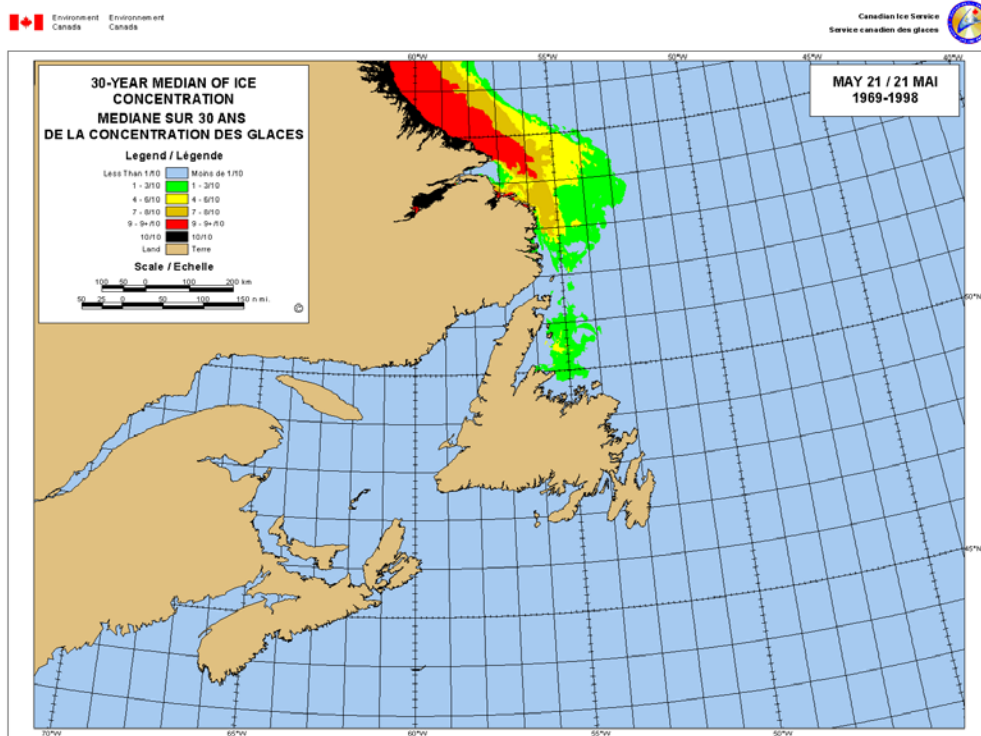 Environment Environnement
Canada Canada
Canadian Ice Service
Service canadien des glaces
60°W 55°W 50°W 45°W 40°W
30-YEAR MEDIAN OF ICE
CONCENTRATION
MEDIANE SUR 30 ANS
DE LA CONCENTRATION DES GLACES
MAY 21 / 21 MAI
1969-1998
Legend / Légende
Less Than 1/10 Moins de 1/10
1 - 3/10 1 - 3/10
4 - 6/10 4 - 6/10
7 - 8/10 7 - 8/10
9 - 9+/10 9 - 9+/10
10/10 10/10
Land Terre
Scale / Echelle
100 50 0 100 200 km
50 25 0 50 100 150 n mi.
©
50°N
45°N
70°W 65°W 60°W 55°W 50°W